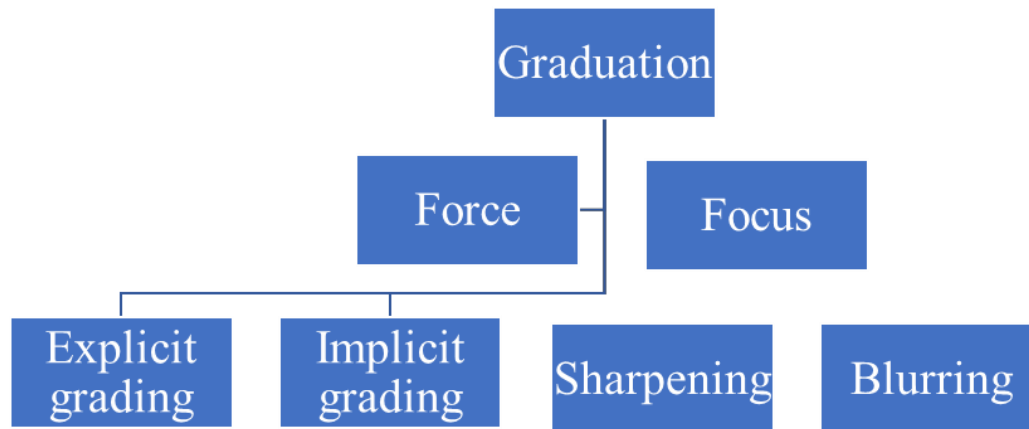 Graduation
Force
Focus
Explicit
grading
Implicit
grading
Sharpening
Blurring